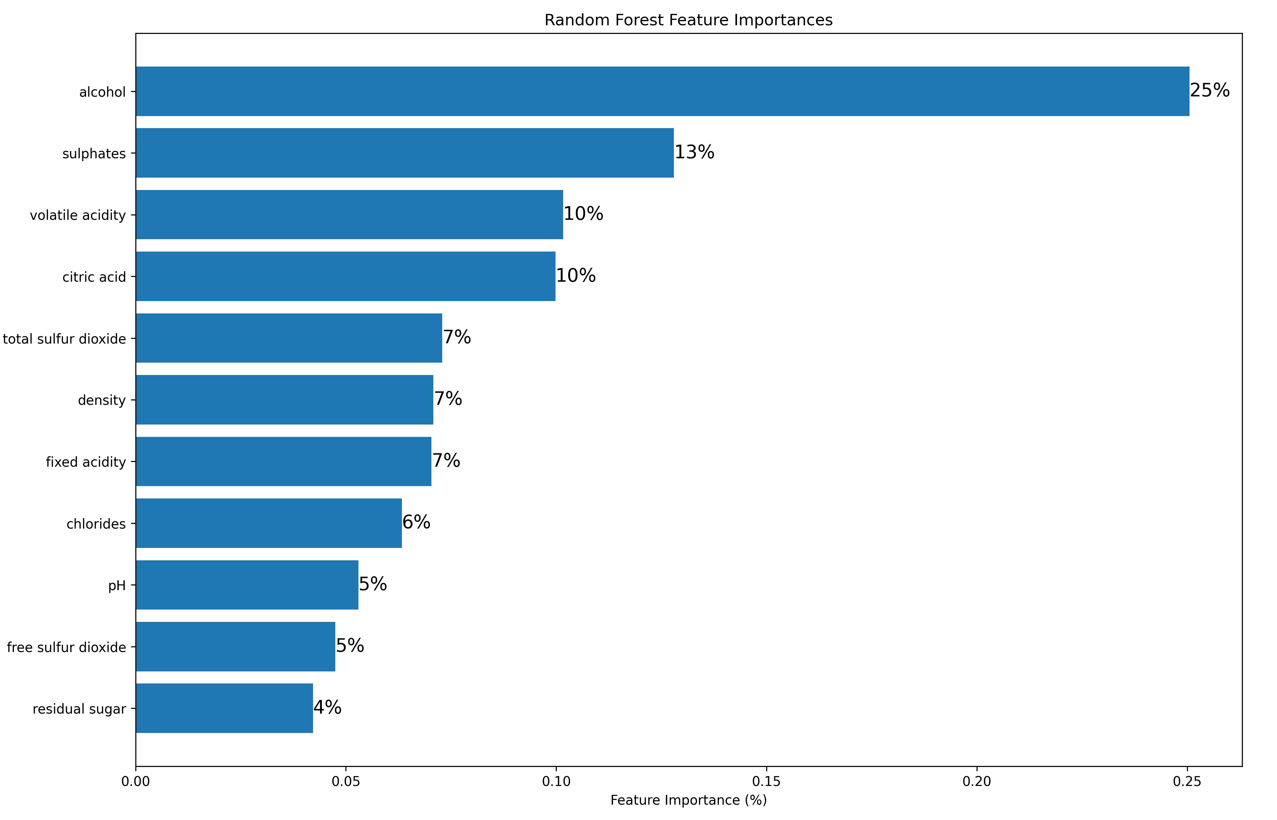 Random Forest Feature Importances
alcohol 25%
sulphates 13%
volatile acidity 10%
citric acid 10%
total sulfur dioxide 7%
density 7%
fixed acidity 7%
chlorides 6%
pH 5%
free sulfur dioxide 5%
residual sugar 4%
0.00 0.05 0.10 0.15 0.20 0.25
Feature Importance (%)